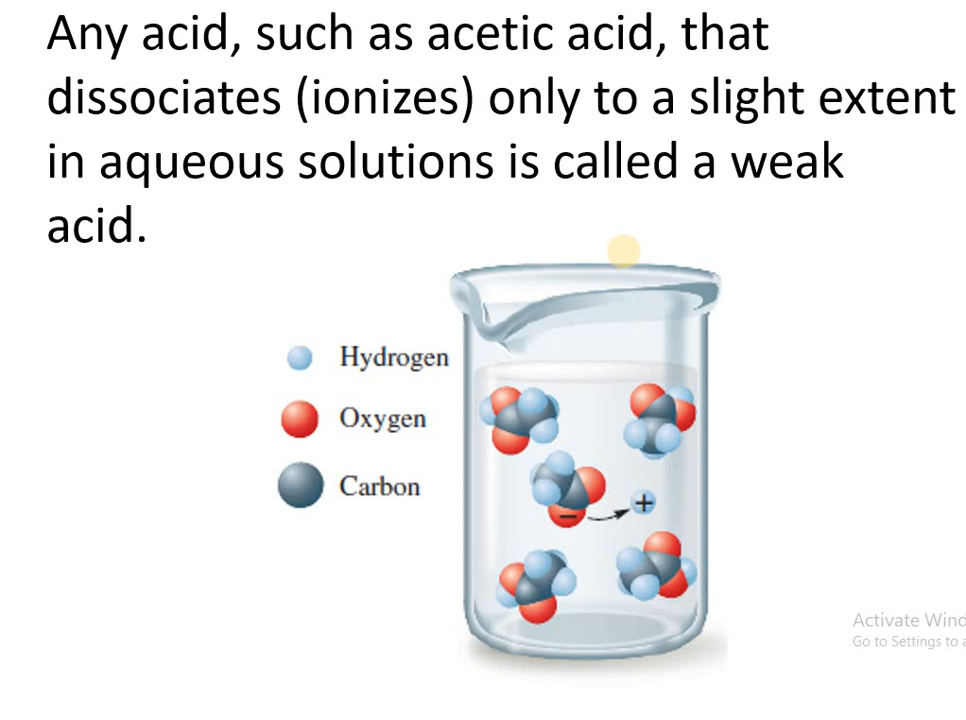 Any acid, such as acetic acid, that
dissociates (ionizes) only to a slight extent
in aqueous solutions is called a weak
acid.
Hydrogen
Oxygen
Carbon
+
−
Activate Wind
Go to Settings to a